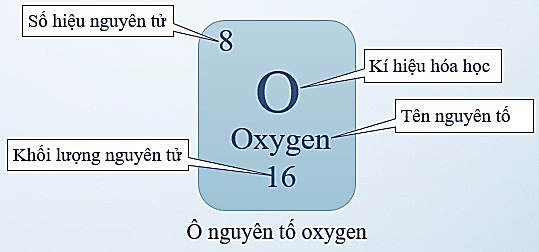 Số hiệu nguyên tử
8
O
Kí hiệu hóa học
Oxygen
Tên nguyên tố
Khối lượng nguyên tử
16
Ô nguyên tố oxygen